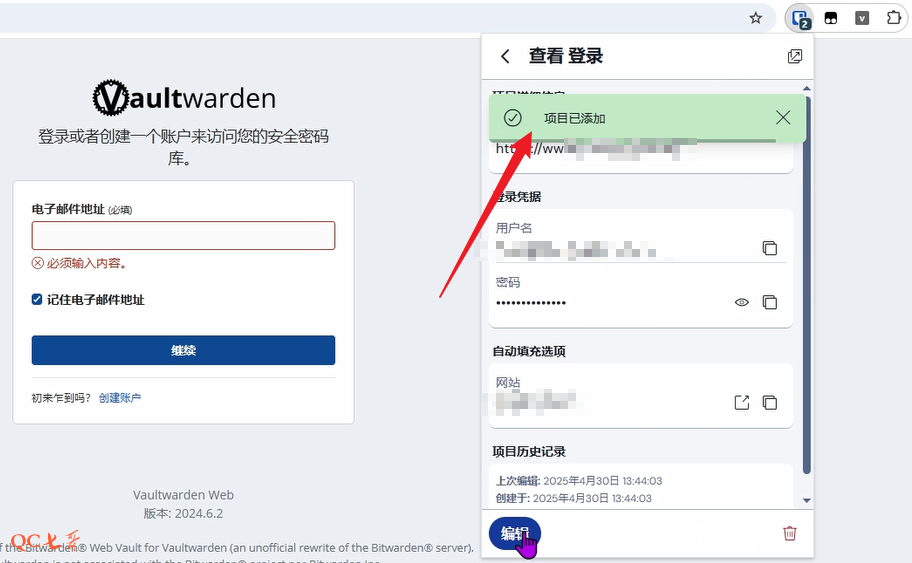 2
v
Vaultwarden
登录或者创建一个账户来访问您的安全密码
库。
电子邮件地址 (必填)
必须输入内容。
记住电子邮件地址
继续
初来乍到吗? 创建账户
Vaultwarden Web
版本: 2024.6.2
QC七哥
f the Bitwarden® Web Vault for Vaultwarden (an unofficial rewrite of the Bitwarden® server).
查看 登录
项目已添加
登录凭据
用户名
密码
••••••••••••••
自动填充选项
网站
项目历史记录
上次编辑: 2025年4月30日 13:44:03
创建于: 2025年4月30日 13:44:03
编辑